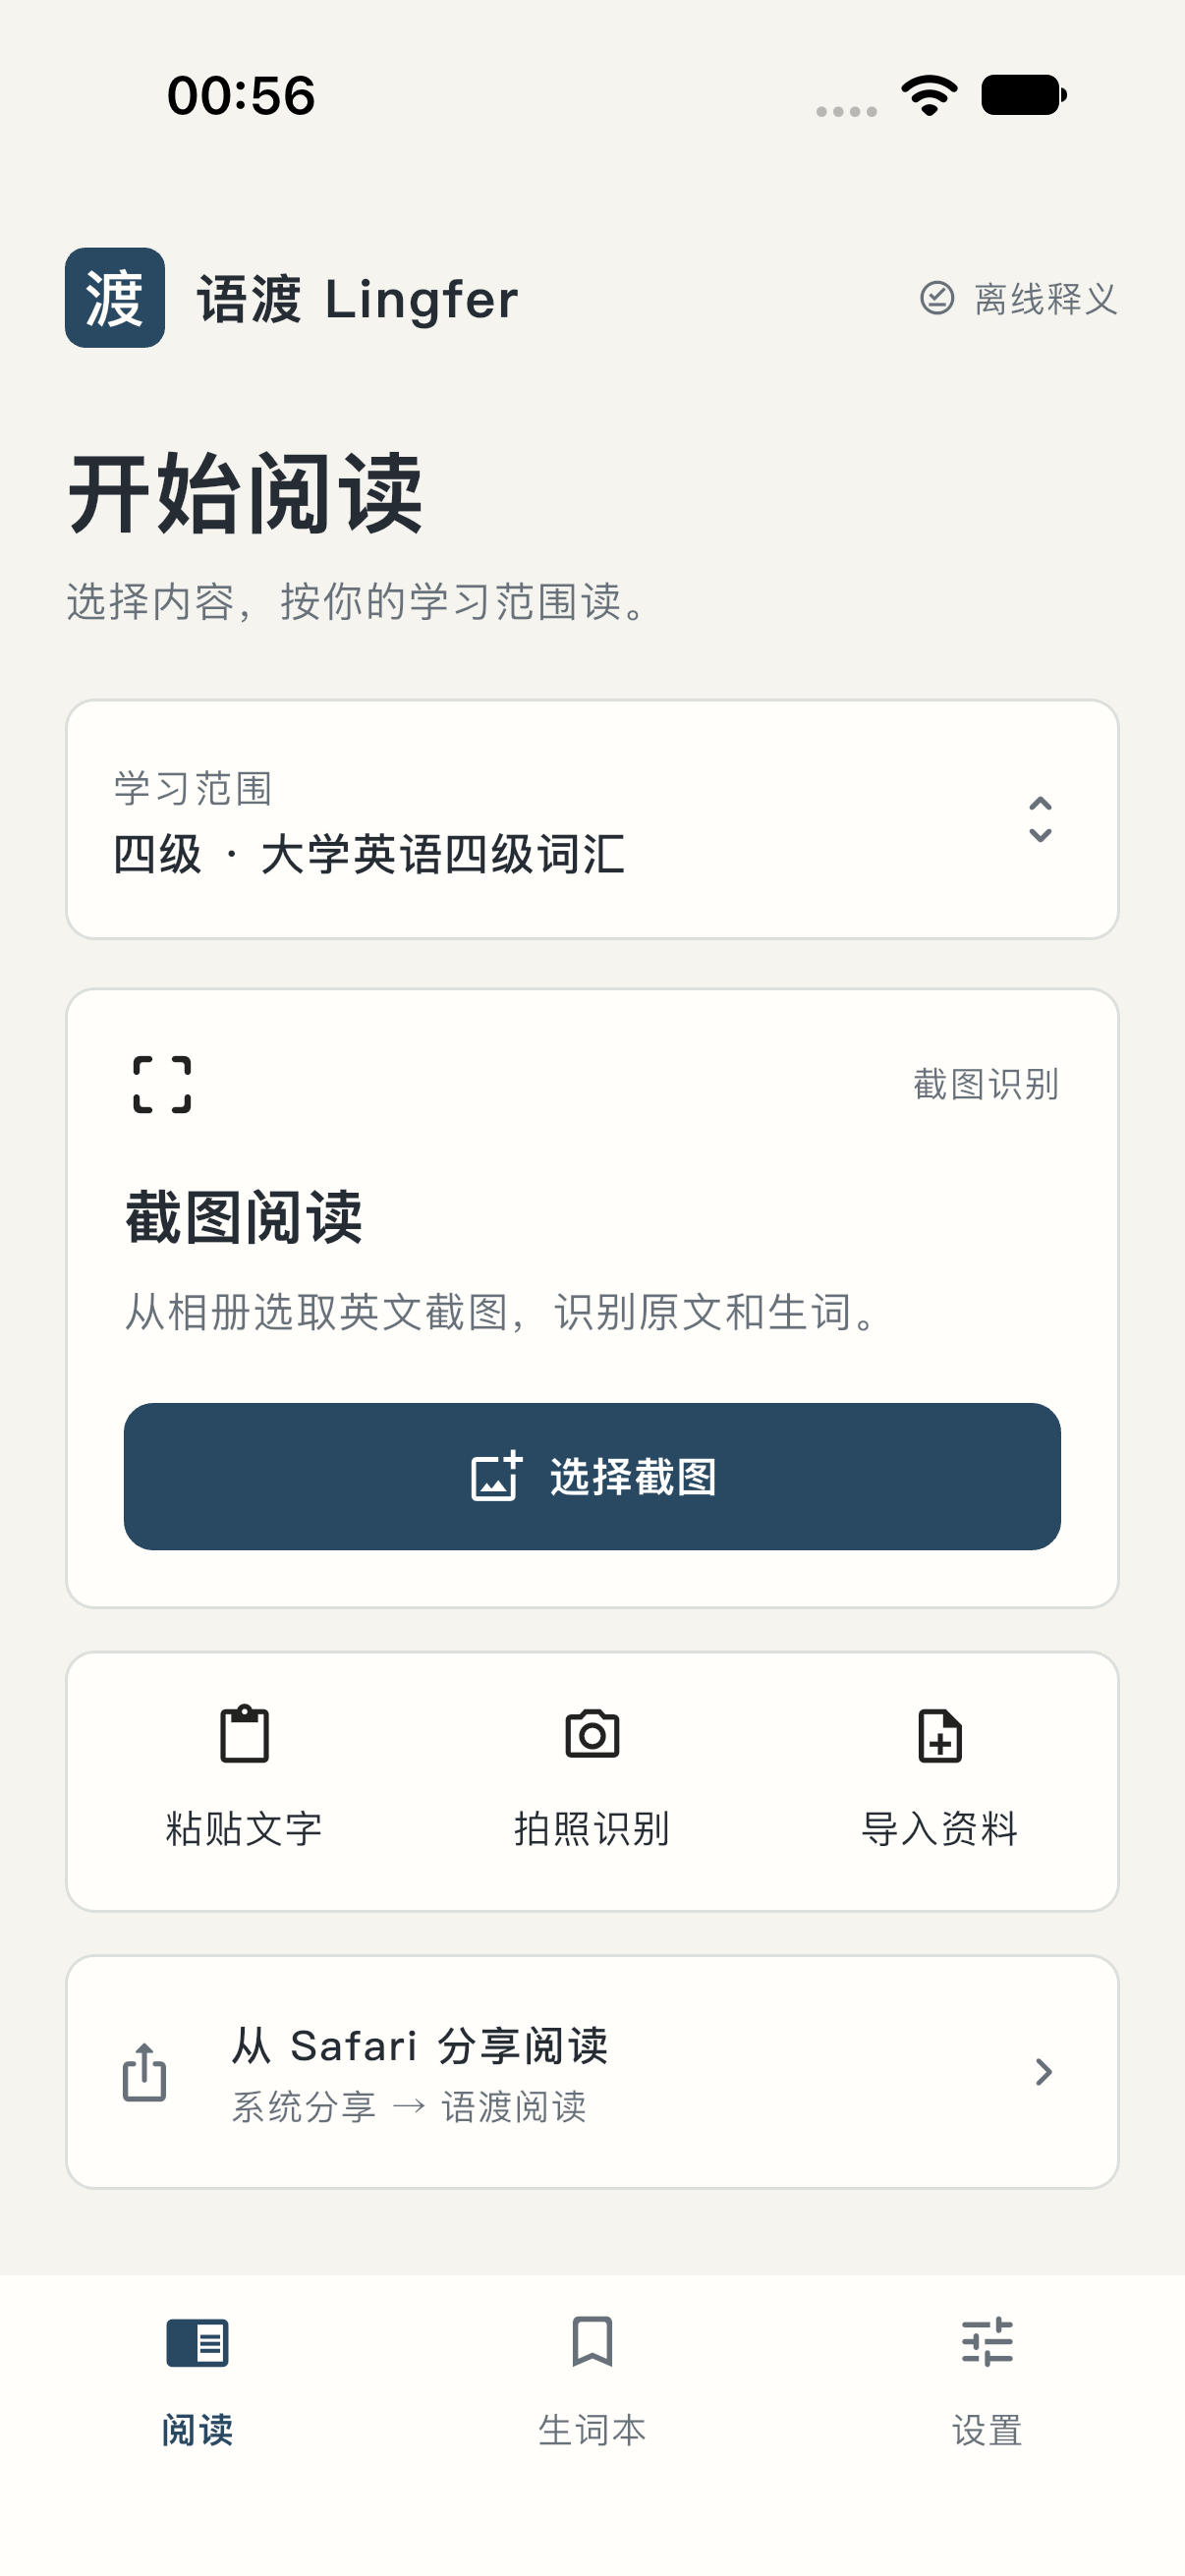 00:56
渡 语渡 Lingfer
离线释义
开始阅读
选择内容，按你的学习范围读。
学习范围
四级 · 大学英语四级词汇
截图识别
截图阅读
从相册选取英文截图，识别原文和生词。
选择截图
粘贴文字
拍照识别
导入资料
从 Safari 分享阅读
系统分享 → 语渡阅读
阅读
生词本
设置